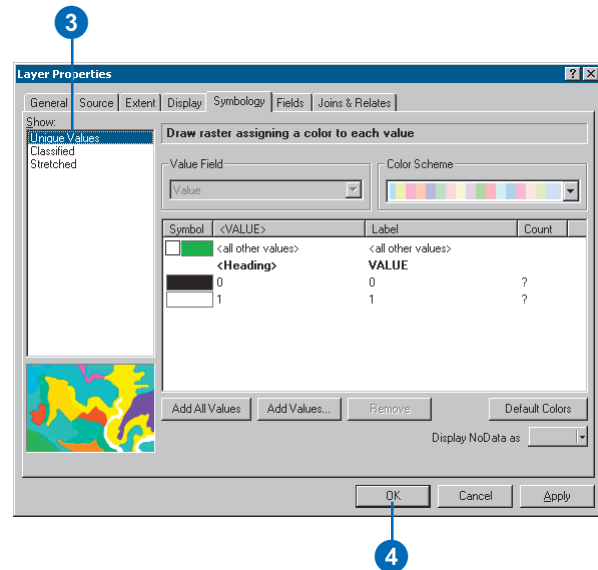 3
Layer Properties
? X
General Source Extent Display Symbology Fields Joins & Relates
Show:
Unique Values
Classified
Stretched
Draw raster assigning a color to each value
Value Field
Value
Color Scheme
Symbol <VALUE> Label Count
<all other values> <all other values>
<Heading> VALUE
0 0 ?
1 1 ?
Add All Values Add Values... Remove Default Colors
Display NoData as
OK Cancel Apply
4